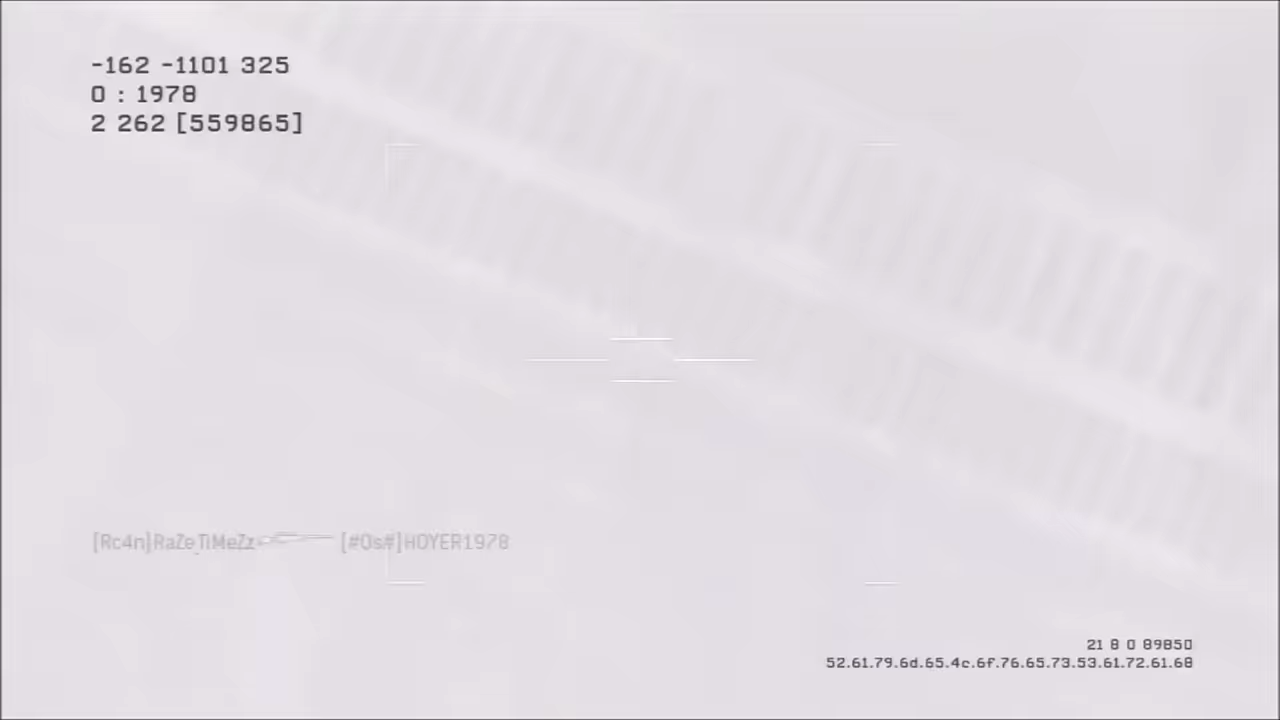 -162 -1101 325
0 : 1978
2 262 [559865]
[Rc4n]RaZeTiMeZz [#Os#]HOYER1978
21 8 0 89850
52.61.79.6d.65.4c.6f.76.65.73.53.61.72.61.68